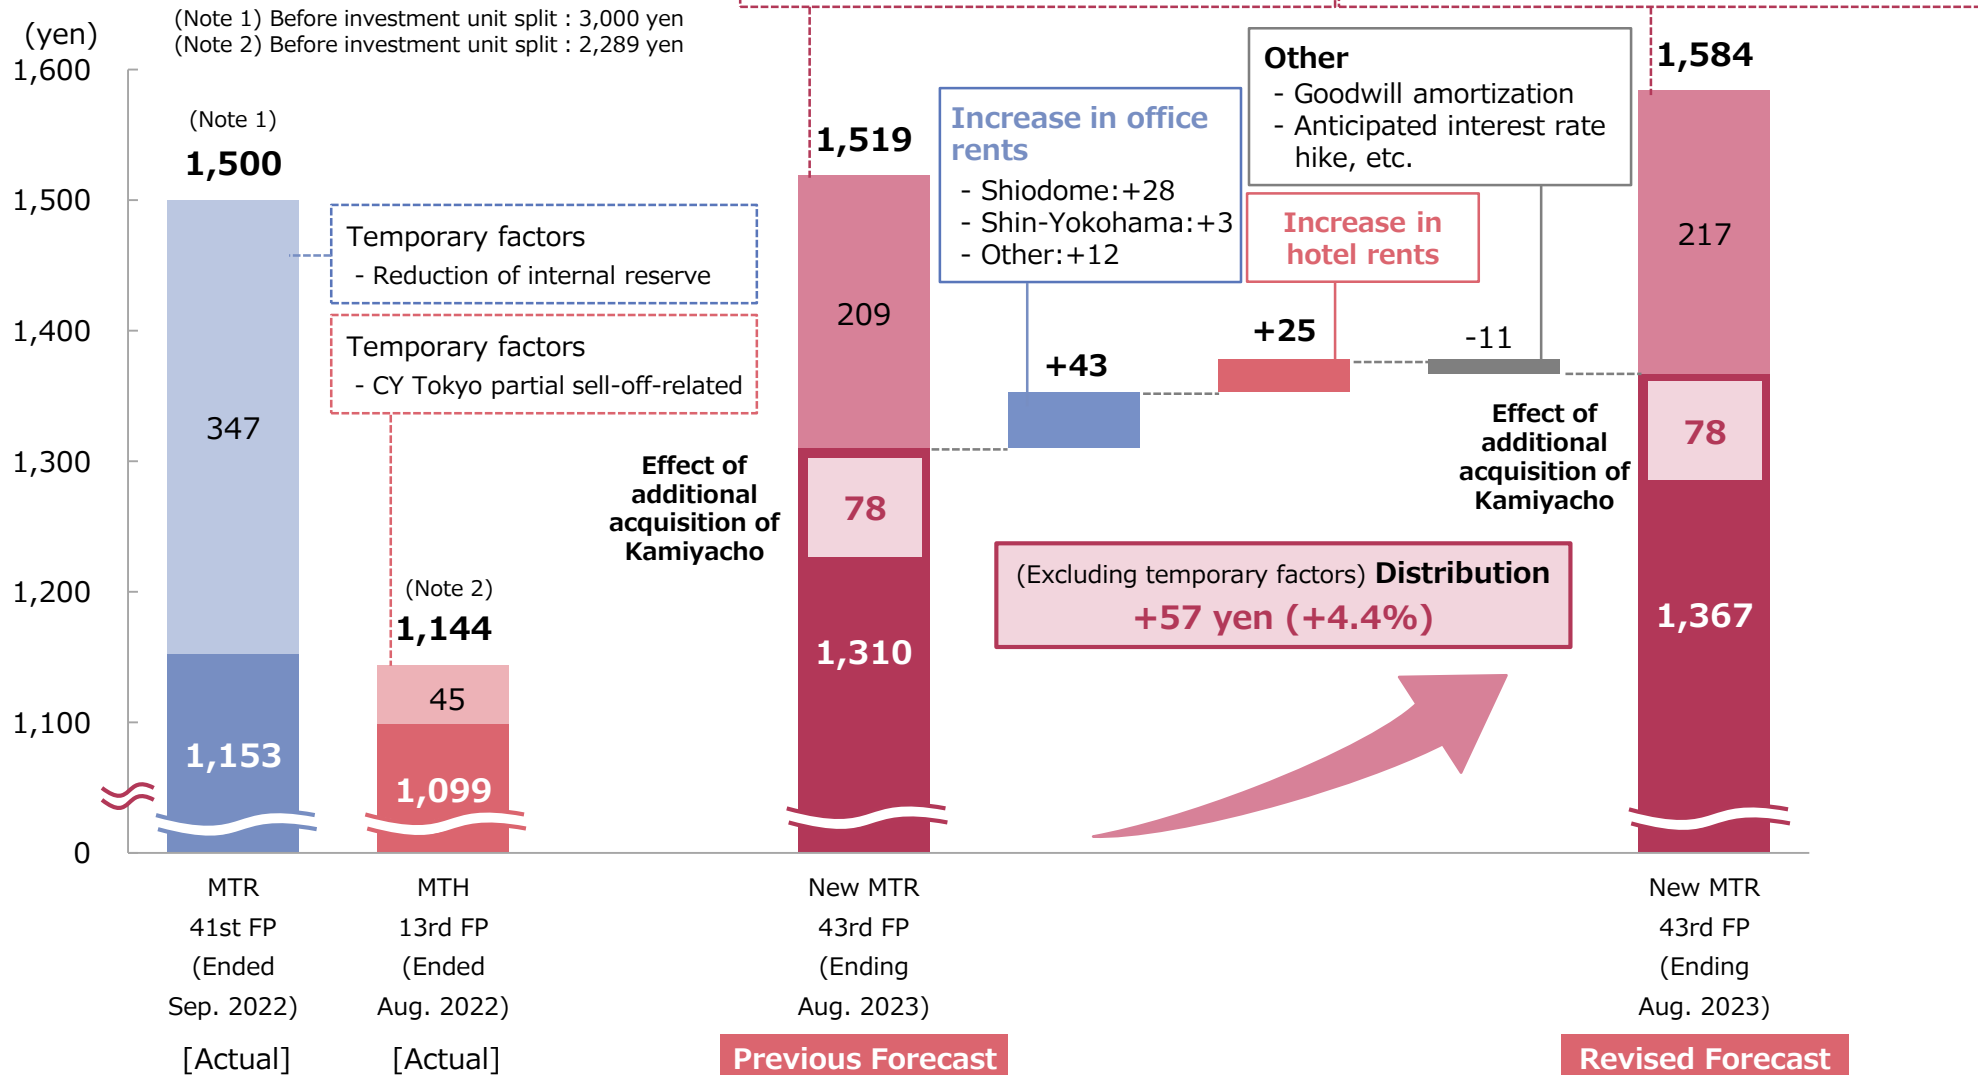 (Note 1) Before investment unit split : 3,000 yen
(Note 2) Before investment unit split : 2,289 yen
(yen)
1,600
1,500
1,400
1,300
1,200
1,100
0
(Note 1)
1,500
347
1,153
Temporary factors
- Reduction of internal reserve
Temporary factors
- CY Tokyo partial sell-off-related
(Note 2)
1,144
45
1,099
1,519
209
Effect of
additional
acquisition of
Kamiyacho
78
1,310
Increase in office
rents
- Shiodome:+28
- Shin-Yokohama:+3
- Other:+12
+43
Increase in
hotel rents
+25
Other
- Goodwill amortization
- Anticipated interest rate
hike, etc.
-11
(Excluding temporary factors) Distribution
+57 yen (+4.4%)
1,584
217
Effect of
additional
acquisition of
Kamiyacho
78
1,367
MTR
41st FP
(Ended
Sep. 2022)
[Actual]
MTH
13rd FP
(Ended
Aug. 2022)
[Actual]
New MTR
43rd FP
(Ending
Aug. 2023)
Previous Forecast
New MTR
43rd FP
(Ending
Aug. 2023)
Revised Forecast